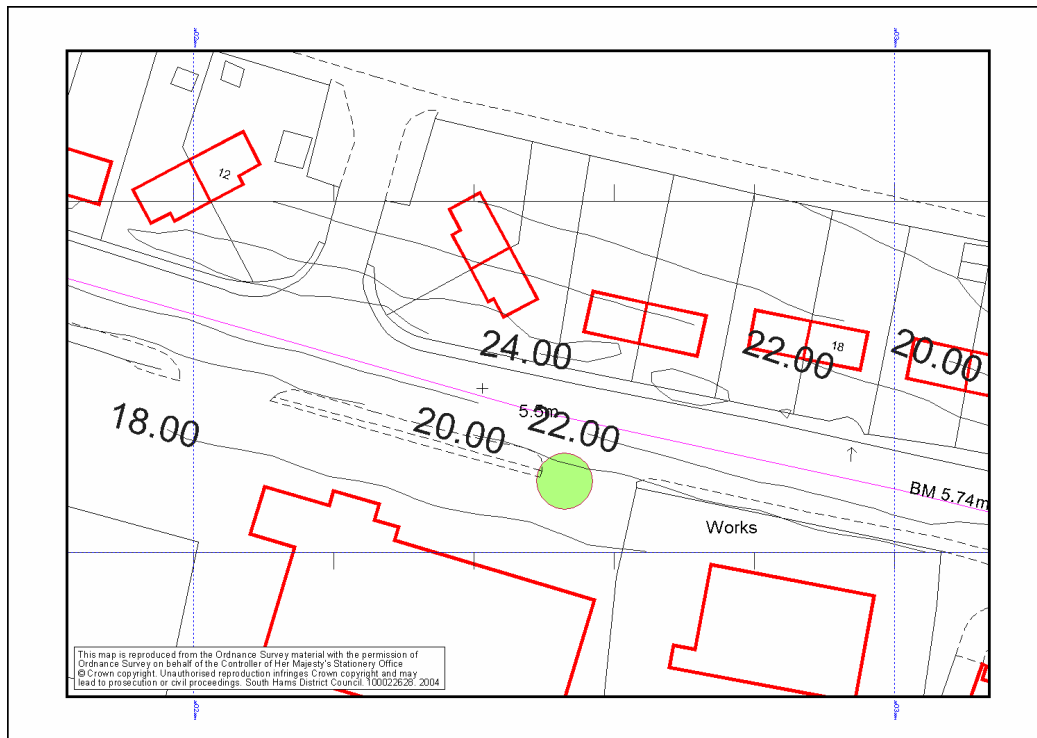 12
24.00
22.00
18
20.00
18.00
20.00
5.5m
22.00
BM 5.74m
Works
This map is reproduced from the Ordnance Survey material with the permission of
Ordnance Survey on behalf of the Controller of Her Majesty's Stationery Office
© Crown copyright. Unauthorised reproduction infringes Crown copyright and may
lead to prosecution or civil proceedings. South Hams District Council. 100022628. 2004